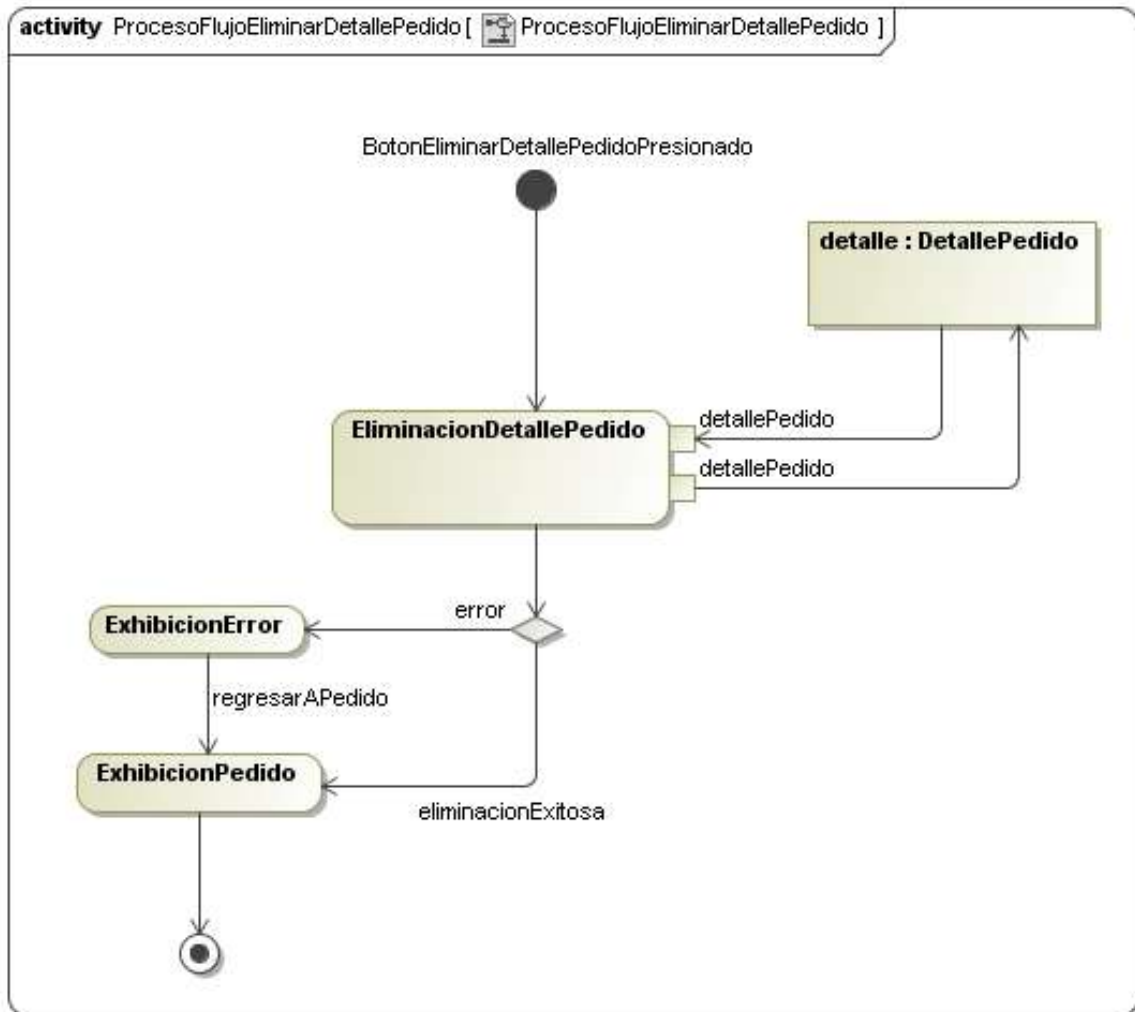 activity ProcesoFlujoEliminarDetallePedido [ ProcesoFlujoEliminarDetallePedido ]
BotonEliminarDetallePedidoPresionado
detalle : DetallePedido
EliminacionDetallePedido
detallePedido
detallePedido
error
ExhibicionError
regresarAPedido
ExhibicionPedido
eliminacionExitosa